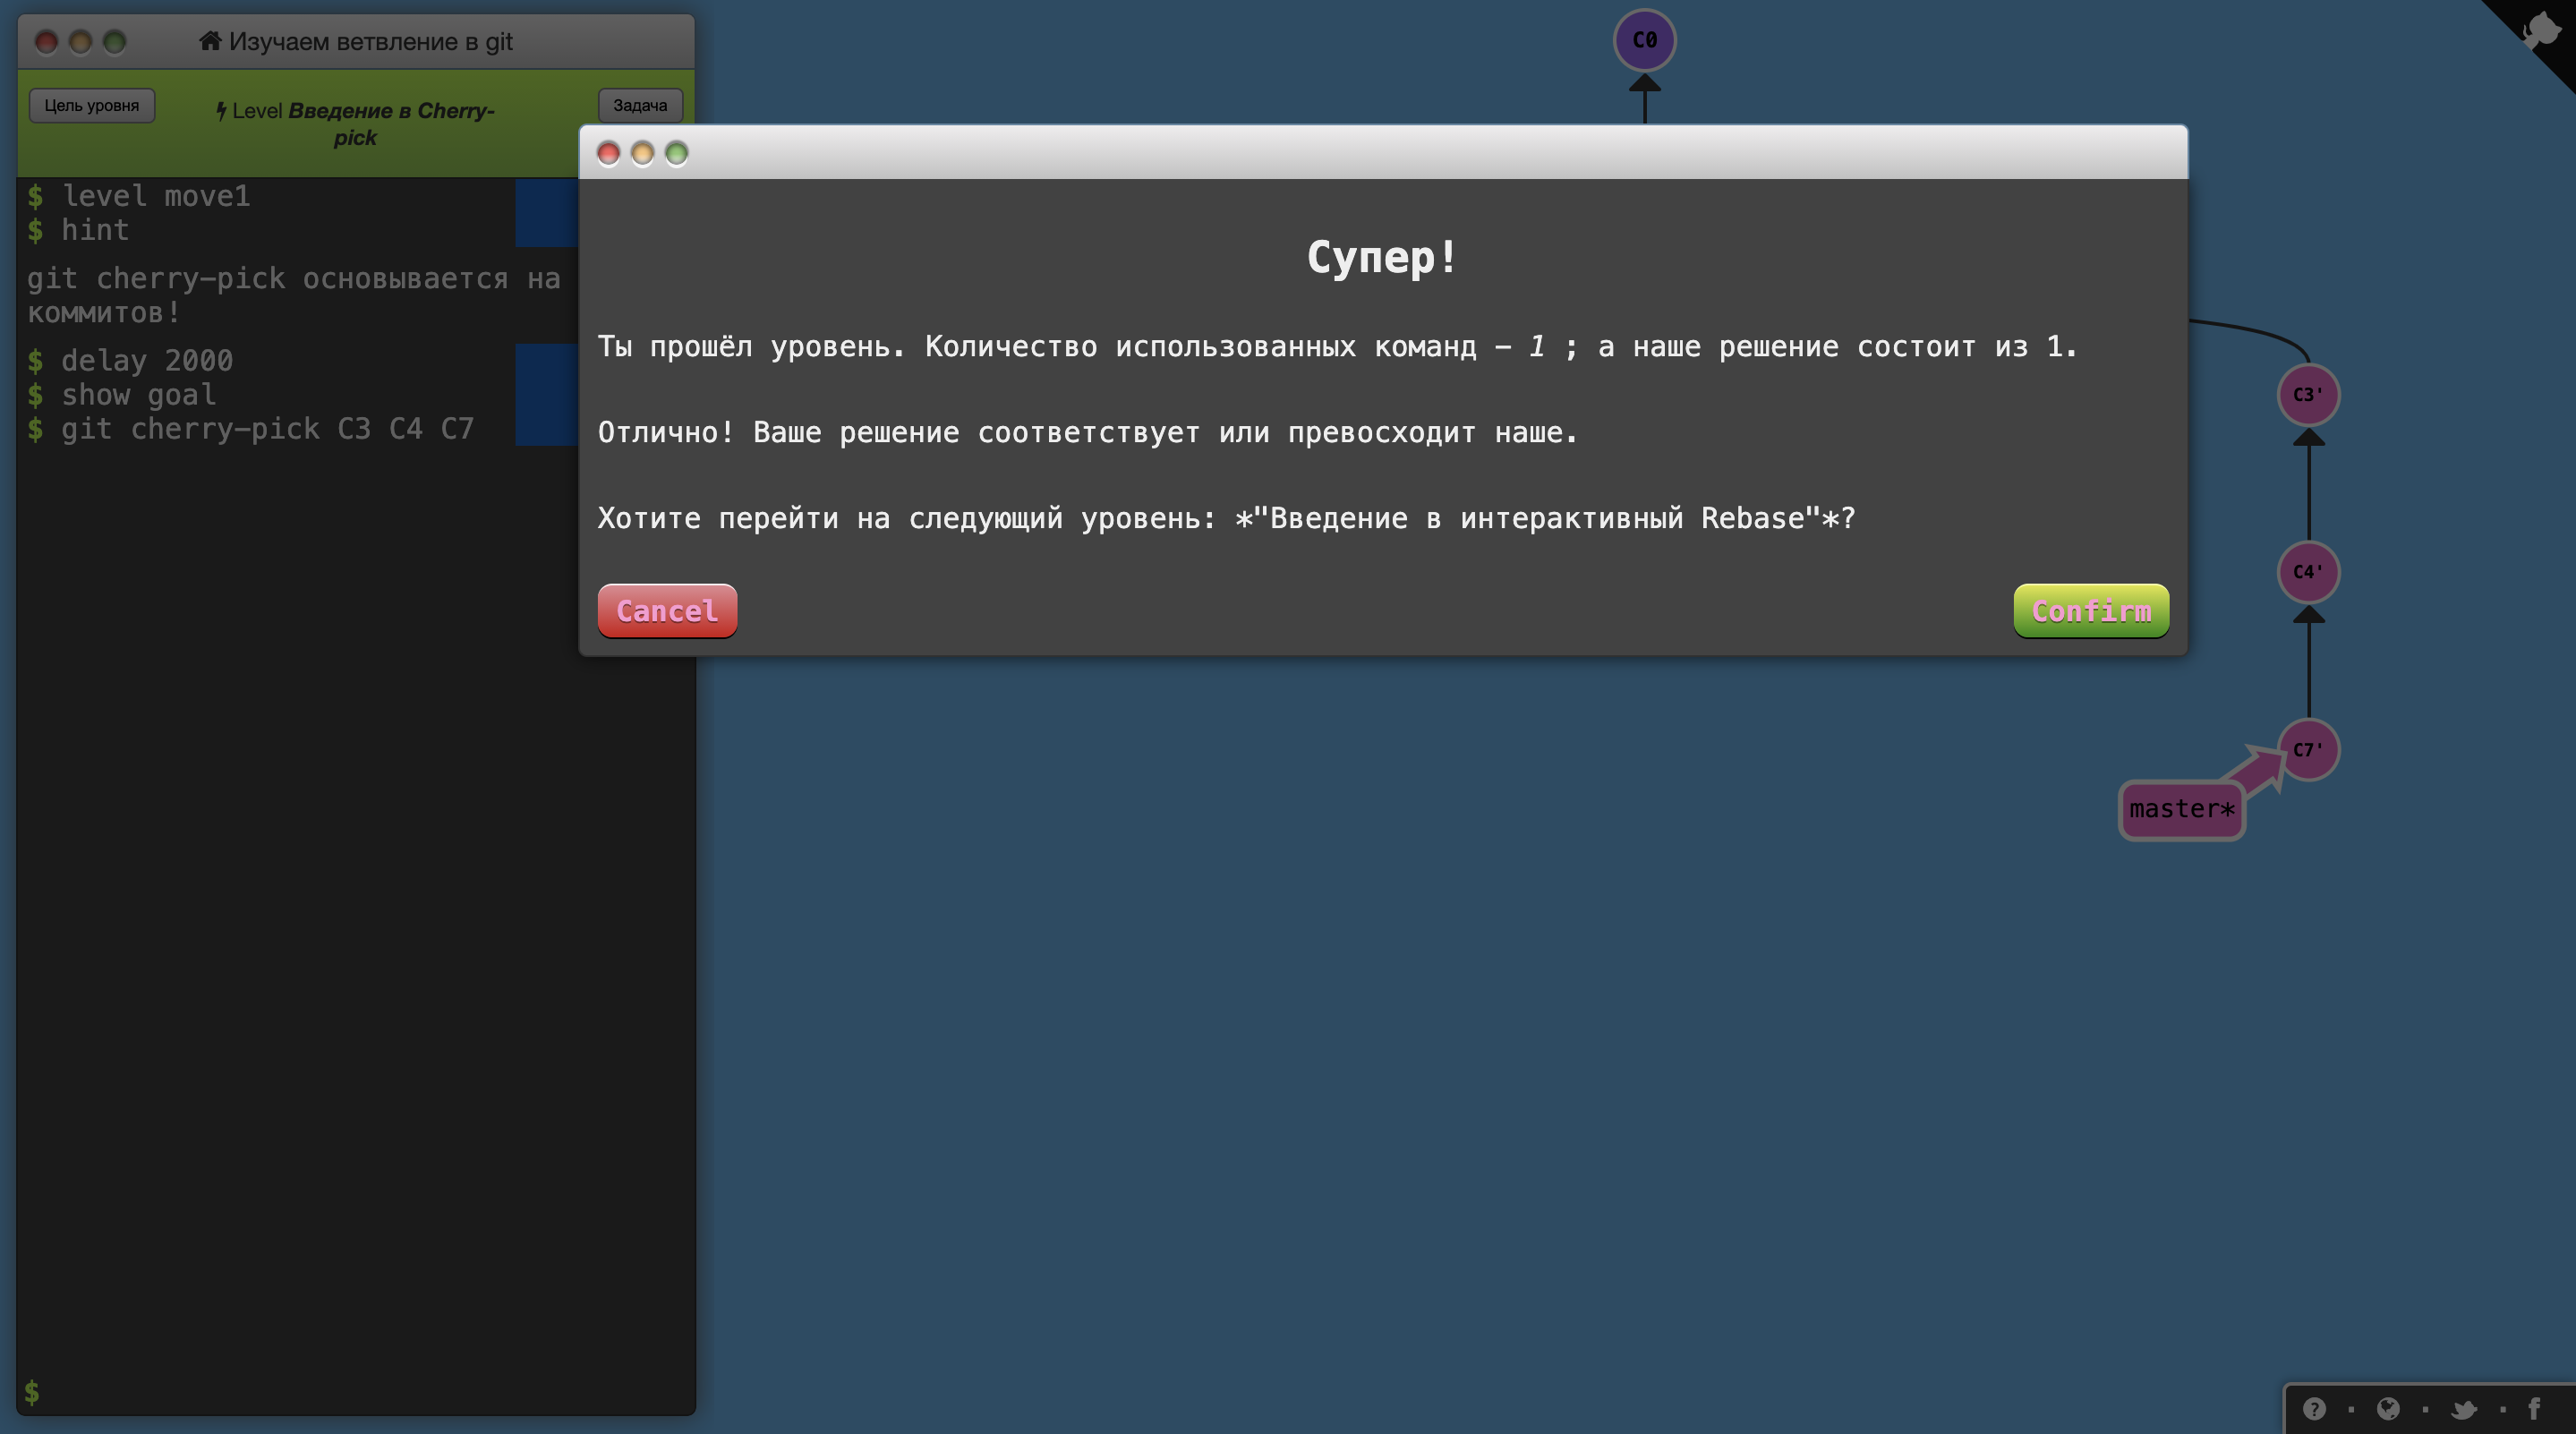 Изучаем ветвление в git
Цель уровня
Level Введение в Cherry-
pick
Задача
$ level move1
$ hint
git cherry-pick основывается на
коммитов!
$ delay 2000
$ show goal
$ git cherry-pick C3 C4 C7
$
Супер!
Ты прошёл уровень. Количество использованных команд – 1 ; а наше решение состоит из 1.
Отлично! Ваше решение соответствует или превосходит наше.
Хотите перейти на следующий уровень: *"Введение в интерактивный Rebase"*?
Cancel
Confirm
C0
C3'
C4'
C7'
master*